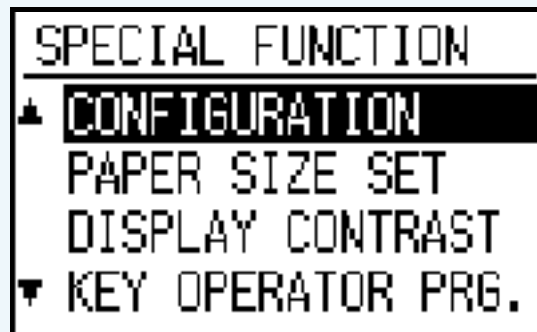 SPECIAL FUNCTION
CONFIGURATION
PAPER SIZE SET
DISPLAY CONTRAST
KEY OPERATOR PRG.